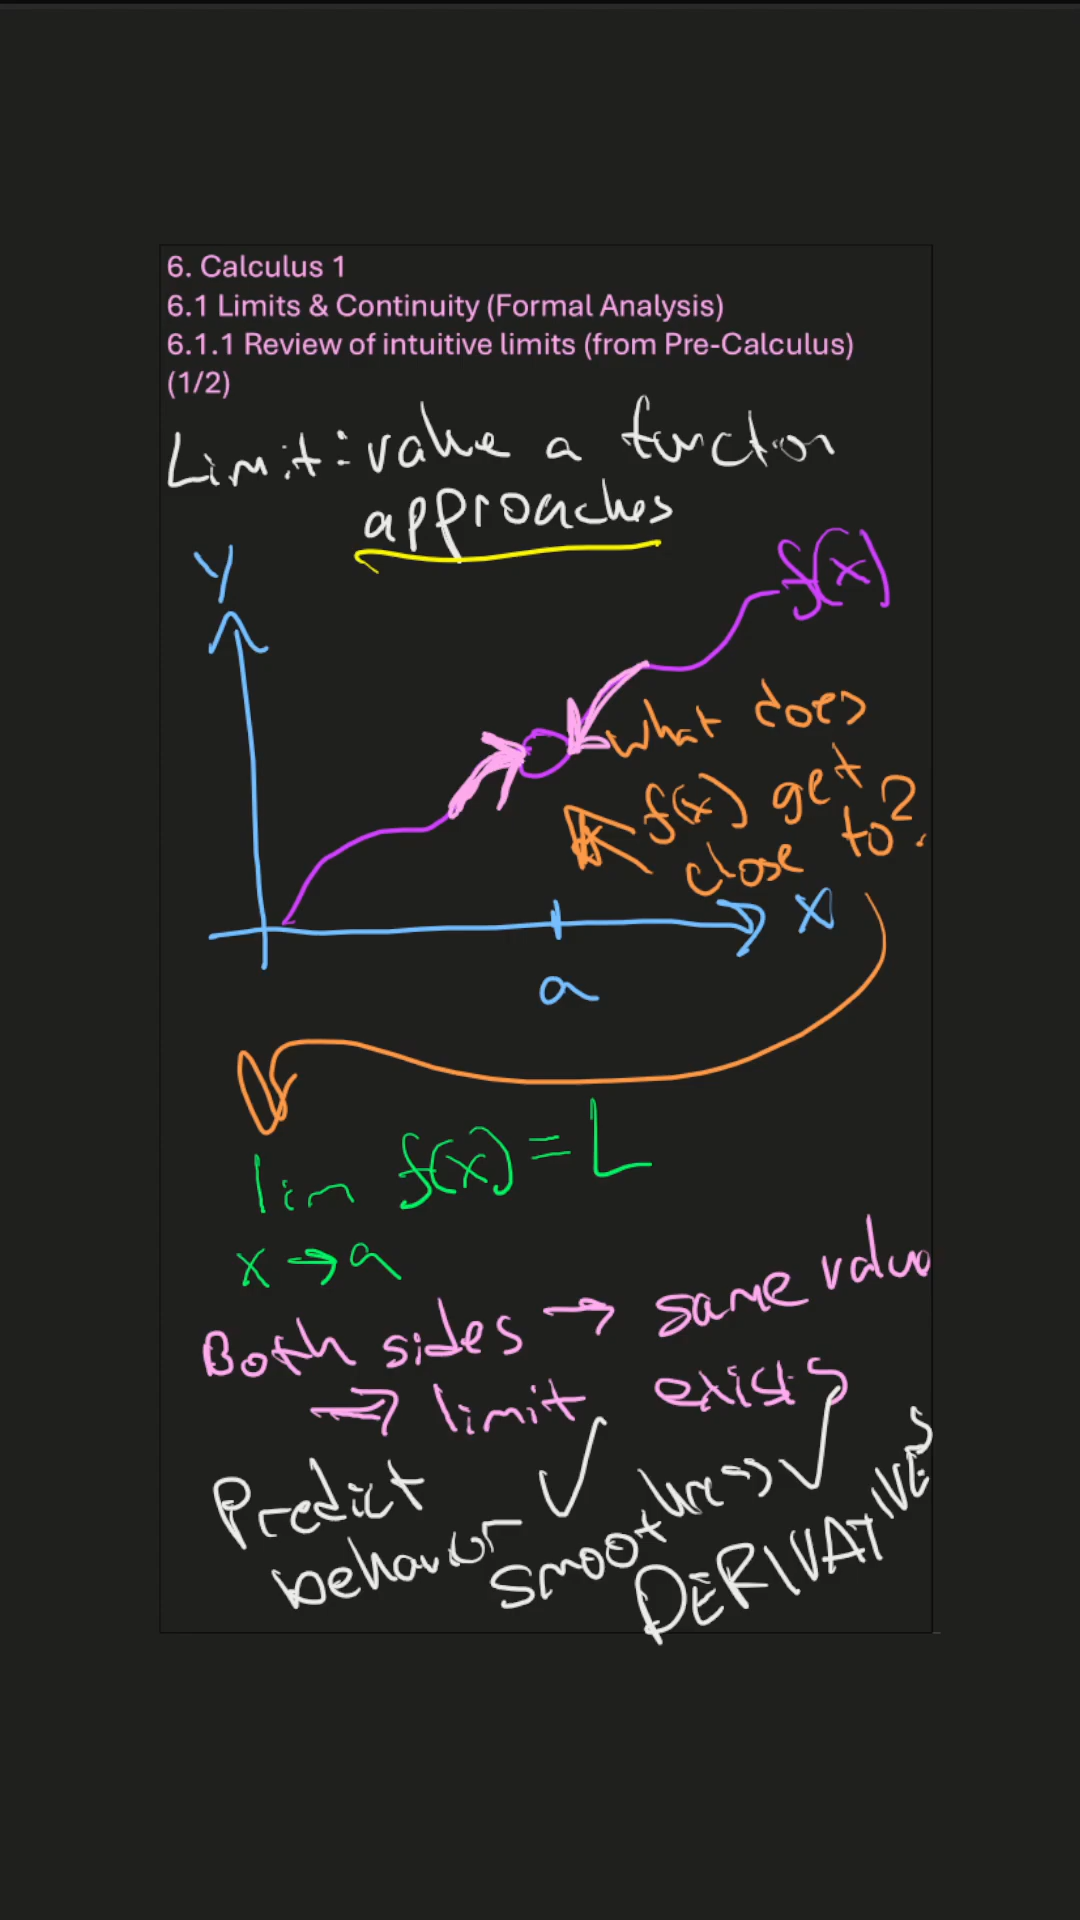 6. Calculus 1
6.1 Limits & Continuity (Formal Analysis)
6.1.1 Review of intuitive limits (from Pre-Calculus)
(1/2)
Limit: value a function
approaches
Y
f(x)
what does
f(x) get
close to?
x
a
lim f(x) = L
x → a
Both sides → same value
⇒ limit exists
Predict
behavior ✓
smoothness ✓
DERIVATIVES